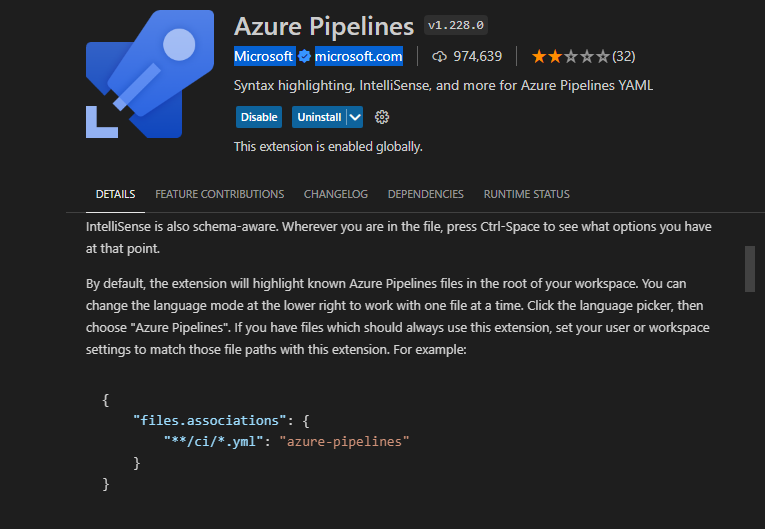 Azure Pipelines v1.228.0
Microsoft microsoft.com 974,639 (32)
Syntax highlighting, IntelliSense, and more for Azure Pipelines YAML
Disable Uninstall
This extension is enabled globally.
DETAILS FEATURE CONTRIBUTIONS CHANGELOG DEPENDENCIES RUNTIME STATUS
IntelliSense is also schema-aware. Wherever you are in the file, press Ctrl-Space to see what options you have
at that point.
By default, the extension will highlight known Azure Pipelines files in the root of your workspace. You can
change the language mode at the lower right to work with one file at a time. Click the language picker, then
choose "Azure Pipelines". If you have files which should always use this extension, set your user or workspace
settings to match those file paths with this extension. For example:
{
"files.associations": {
"**/ci/*.yml": "azure-pipelines"
}
}